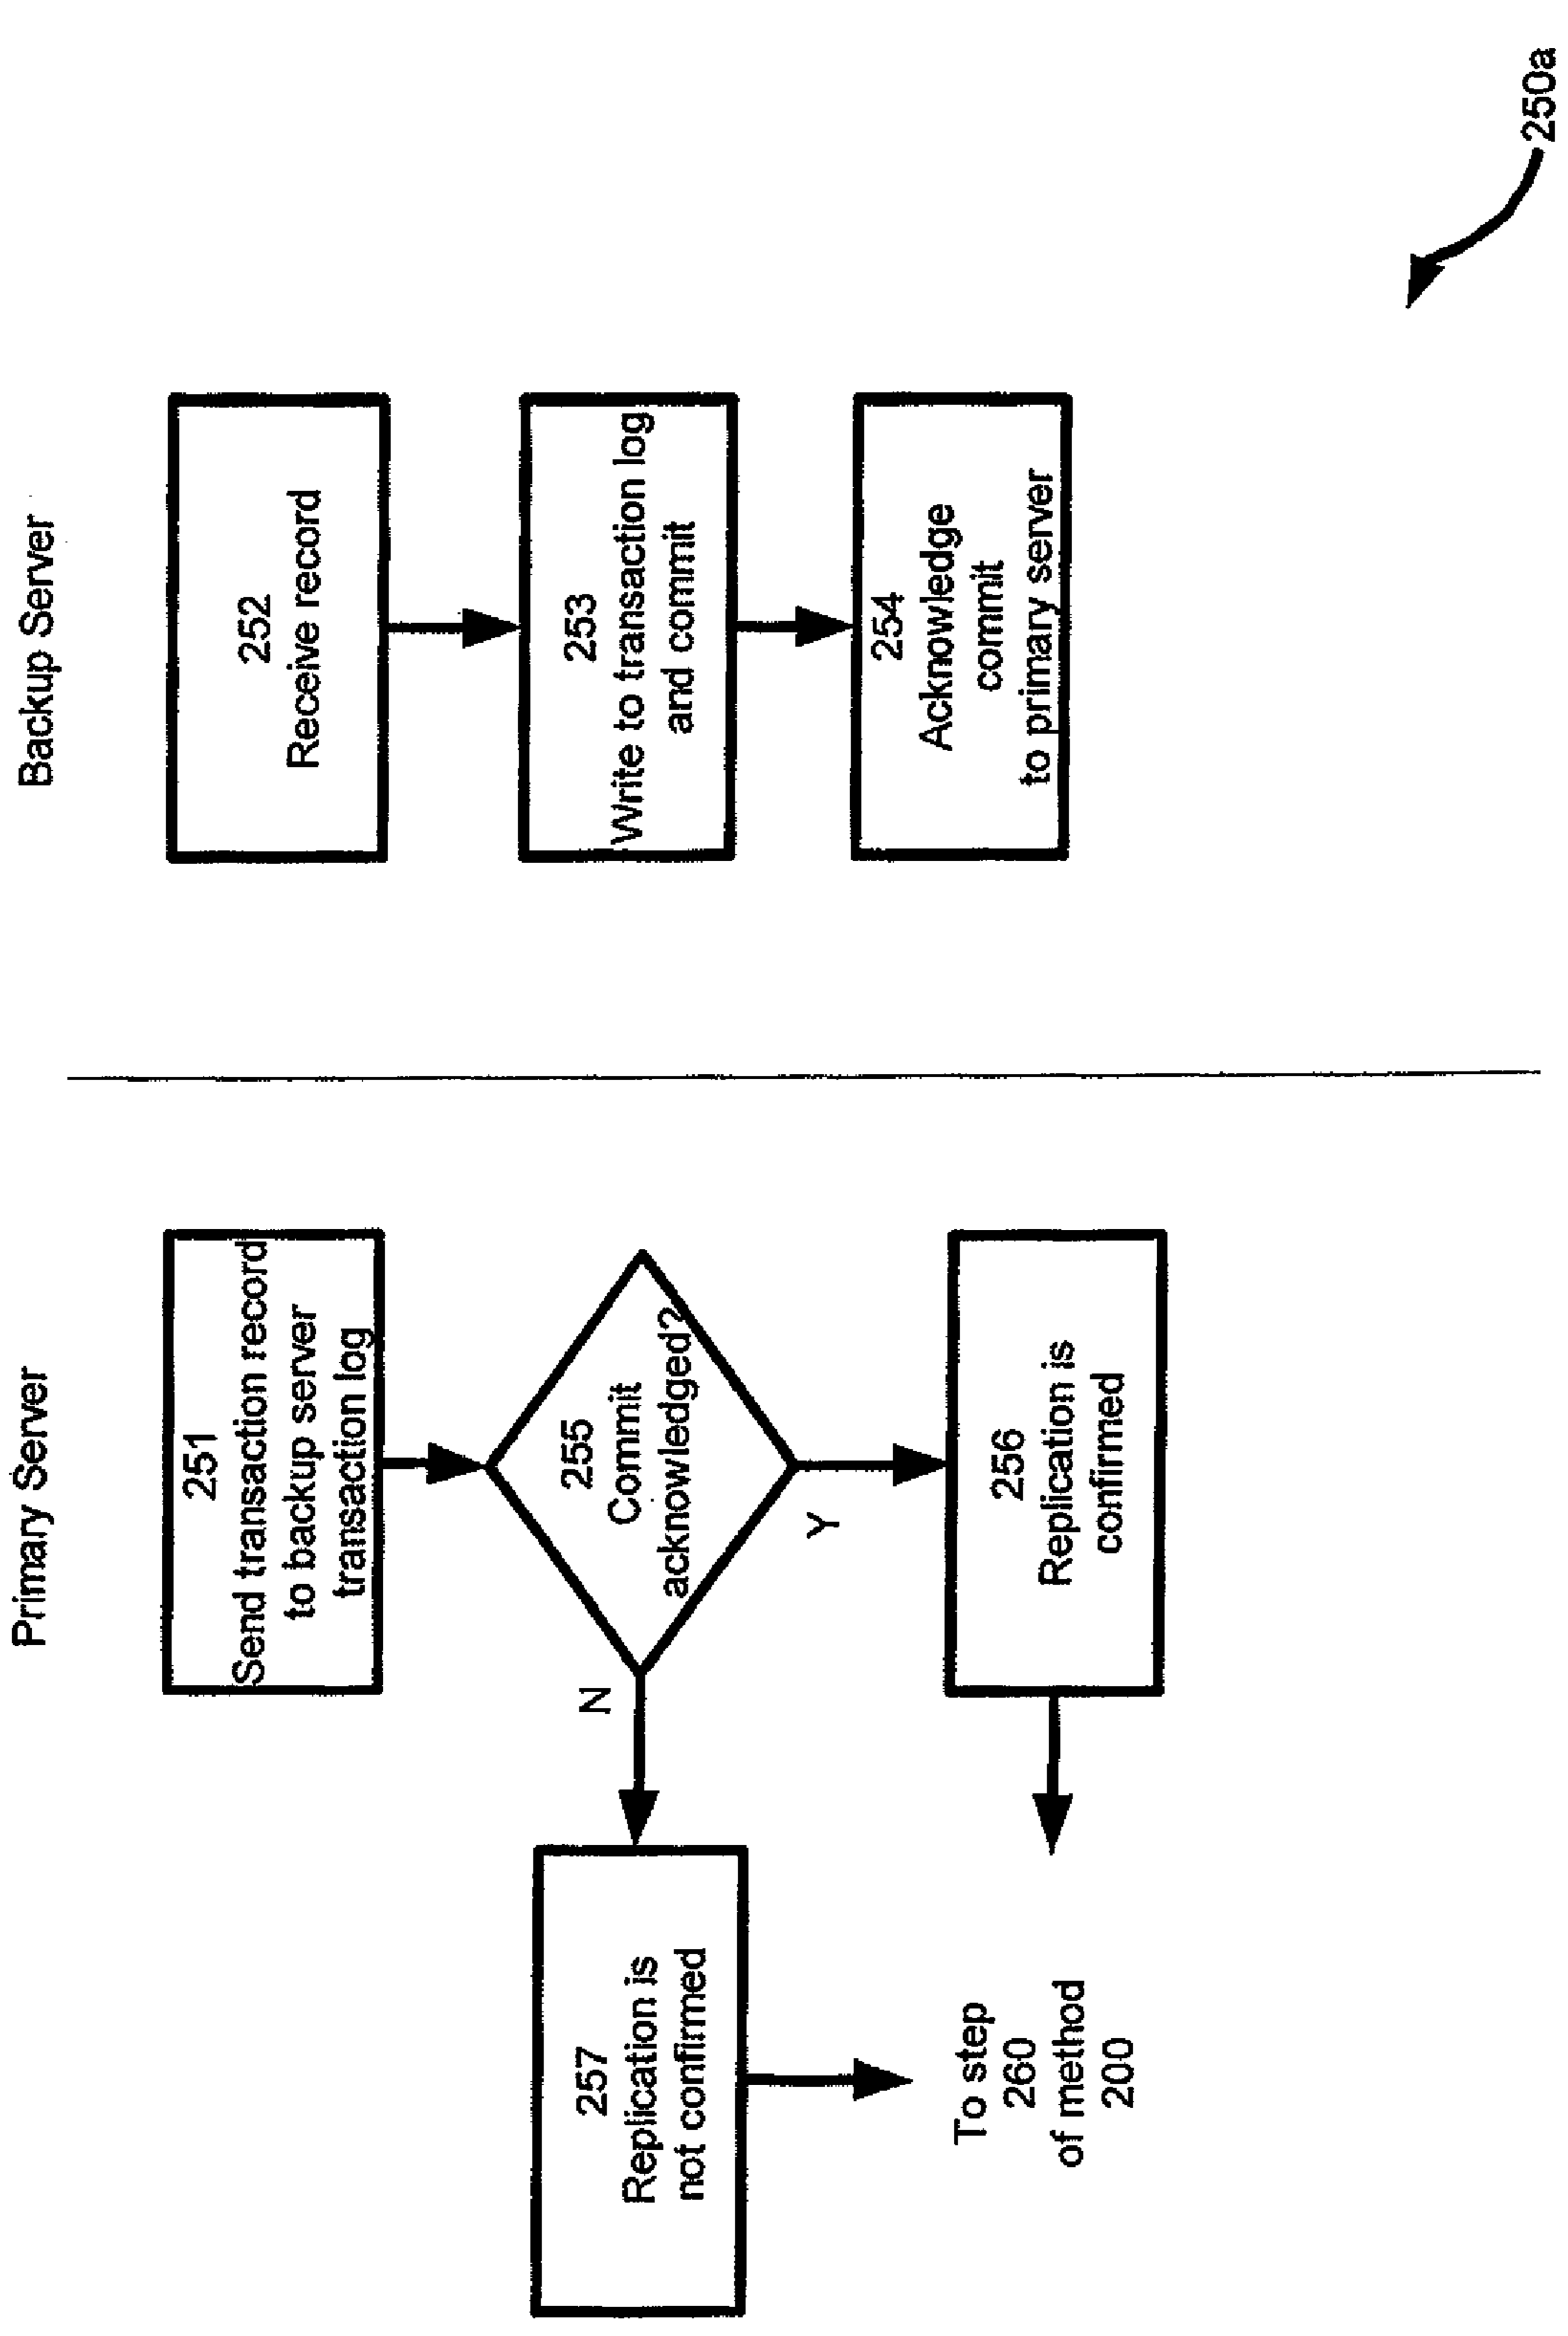 Primary Server
251
Send transaction record
to backup server
transaction log
255
Commit
acknowledged?
N
Y
257
Replication is
not confirmed
256
Replication is
confirmed
To step
260
of method
200
Backup Server
252
Receive record
253
Write to transaction log
and commit
254
Acknowledge
commit
to primary server
250a